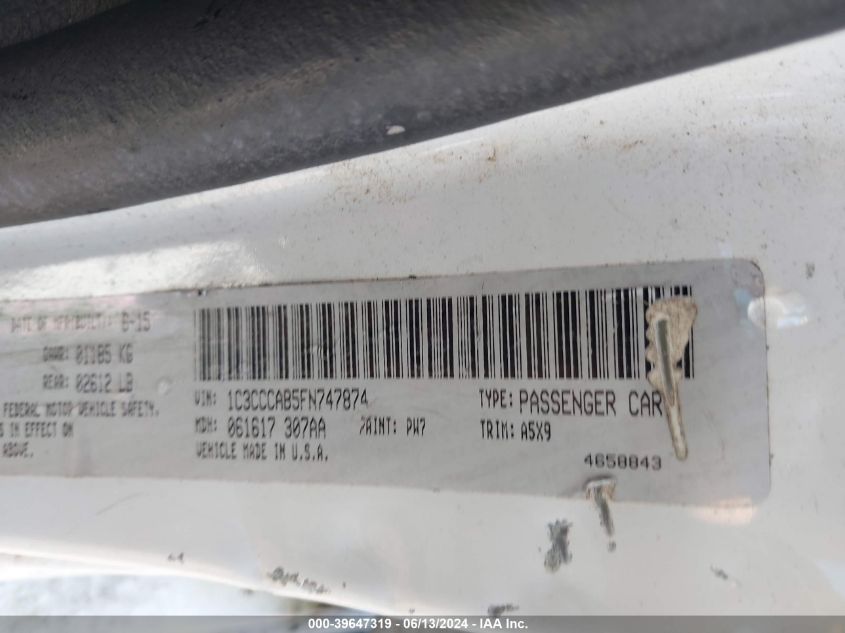 DATE OF MFR 6-15
GAWR: 01185 KG
REAR: 02612 LB
FEDERAL MOTOR VEHICLE SAFETY,
S IN EFFECT ON
ABOVE.
VIN: 1C3CCCAB5FN747874
TYPE: PASSENGER CAR
MDH: 061617 307AA PAINT: PW7
TRIM: A5X9
VEHICLE MADE IN U.S.A.
4658843
000-39647319 - 06/13/2024 - IAA Inc.